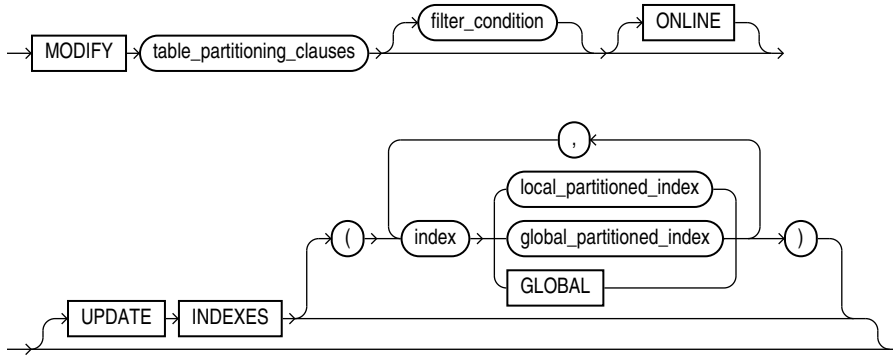 filter_condition ONLINE
MODIFY table_partitioning_clauses
,
local_partitioned_index
( index global_partitioned_index )
GLOBAL
UPDATE INDEXES